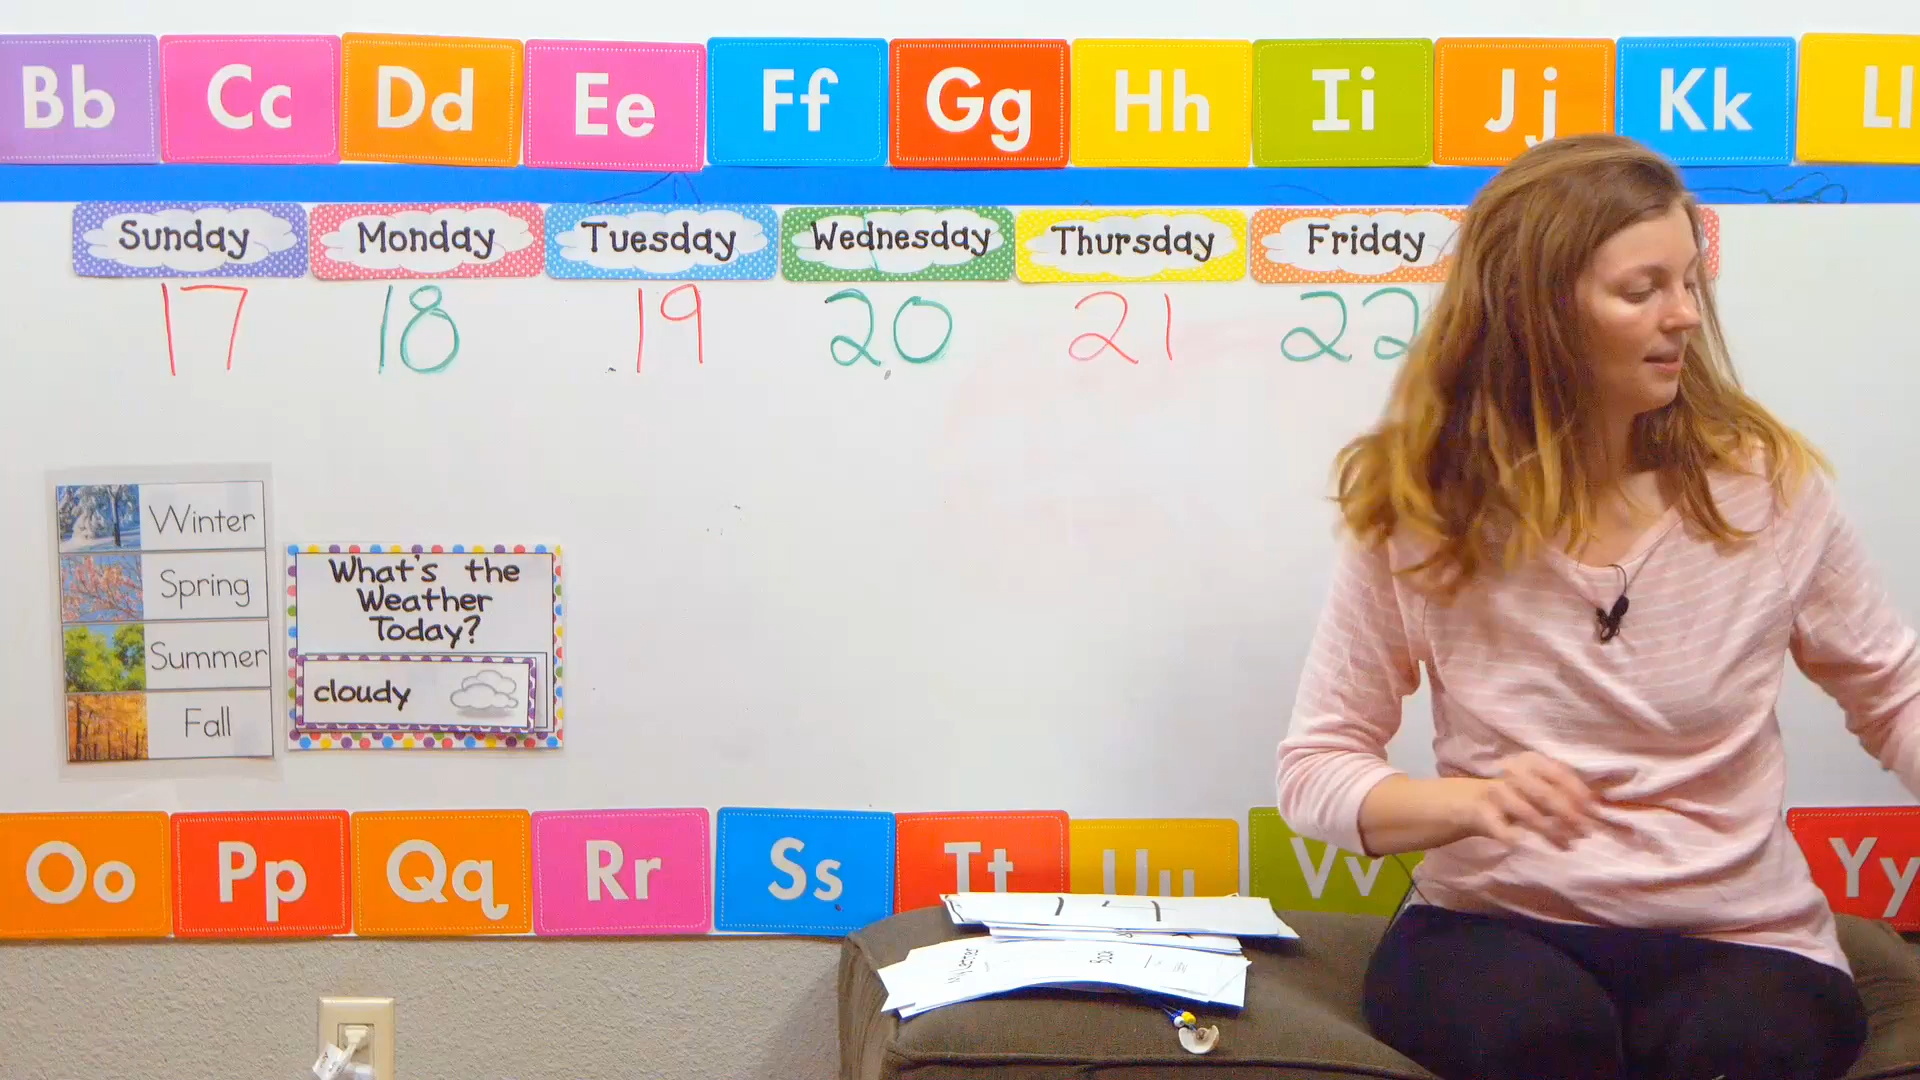 Bb Cc Dd Ee Ff Gg Hh Ii Jj Kk Ll
Sunday Monday Tuesday Wednesday Thursday Friday
17 18 19 20 21 22
Winter
Spring
Summer
Fall
What's the
Weather
Today?
cloudy
Oo Pp Qq Rr Ss Tt Uu Vv Yy
Book